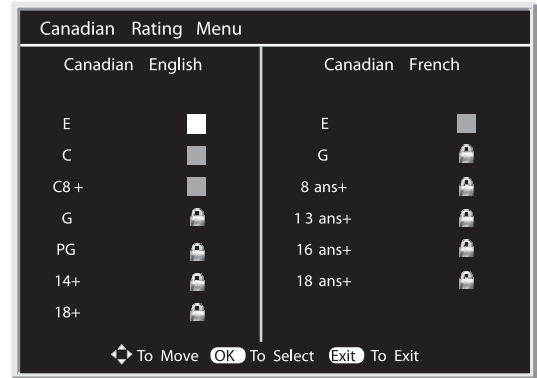 Canadian Rating Menu
Canadian English
E
C
C8 +
G
PG
14+
18+
Canadian French
E
G
8 ans+
13 ans+
16 ans+
18 ans+
To Move OK To Select Exit To Exit